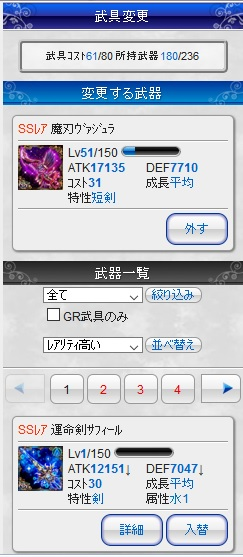 武具変更
武具コスト61/80 所持武器180/236
変更する武器
SSレア 魔刃ヴァジュラ
Lv51/150
ATK17135 DEF7710
コスト31 成長平均
特性短剣
外す
武器一覧
全て 絞り込み
GR武具のみ
レアリティ高い 並べ替え
1 2 3 4
SSレア 運命剣サフィール
Lv1/150
ATK12151↓ DEF7047↓
コスト30 成長平均
特性剣 属性水1
詳細 入替